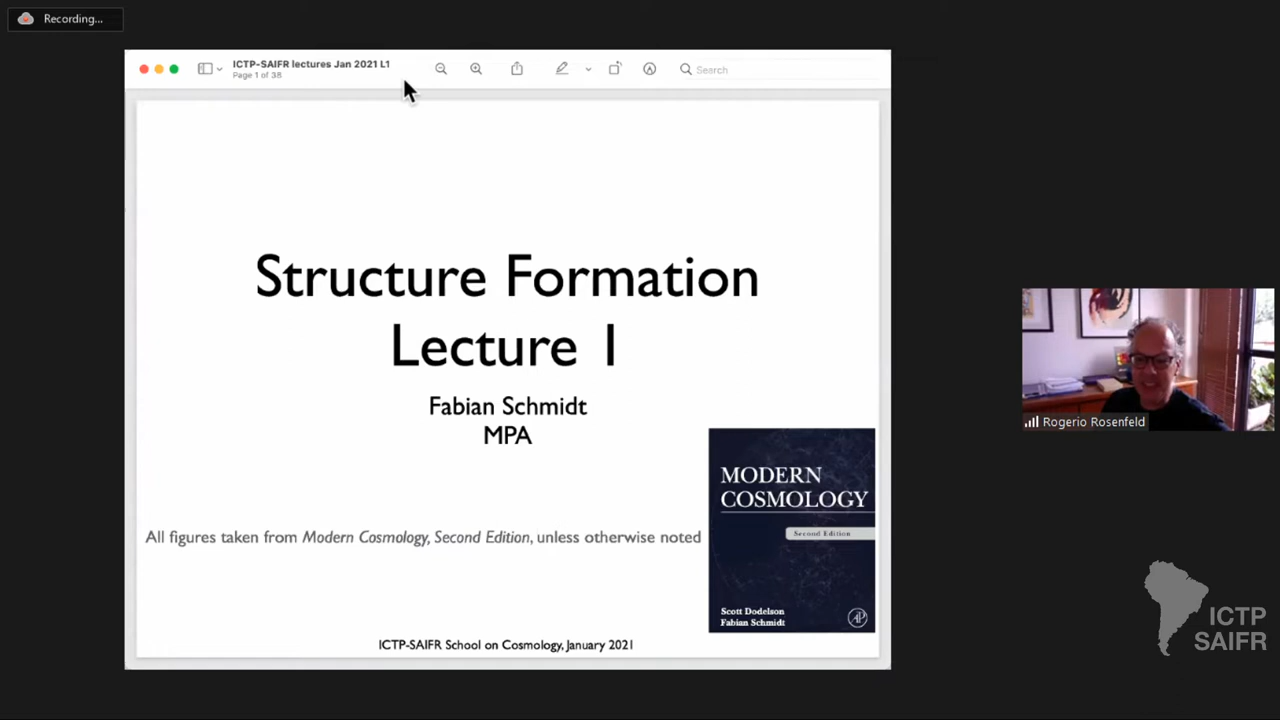 Recording...
ICTP-SAIFR lectures Jan 2021 L1
Page 1 of 38
Search
Structure Formation
Lecture 1
Fabian Schmidt
MPA
MODERN
COSMOLOGY
Second Edition
All figures taken from Modern Cosmology, Second Edition, unless otherwise noted
Scott Dodelson
Fabian Schmidt
AP
ICTP-SAIFR School on Cosmology, January 2021
Rogerio Rosenfeld
ICTP
SAIFR